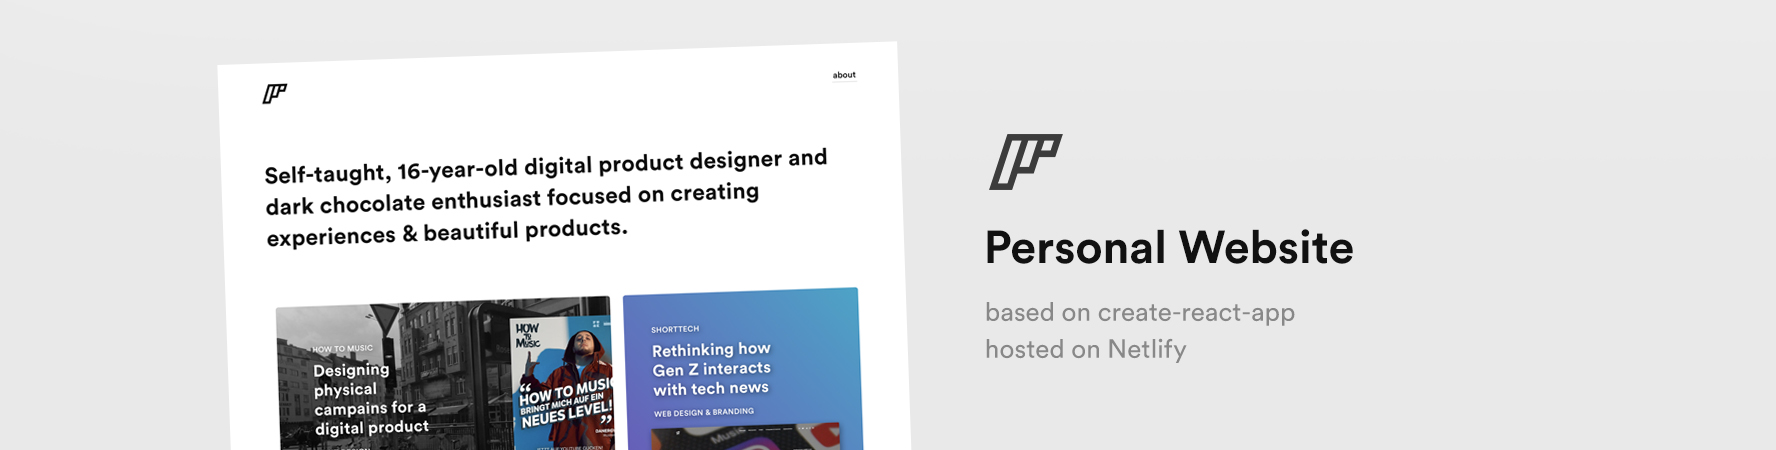 about
Self-taught, 16-year-old digital product designer and
dark chocolate enthusiast focused on creating
experiences & beautiful products.
HOW TO MUSIC
Designing
physical
campains for a
digital product
HOW
TO
MUSIC
“HOW TO MUSIC
BRINGT MICH AUF EIN
NEUES LEVEL!”
SHORTTECH
Rethinking how
Gen Z interacts
with tech news
WEB DESIGN & BRANDING
Music
Personal Website
based on create-react-app
hosted on Netlify